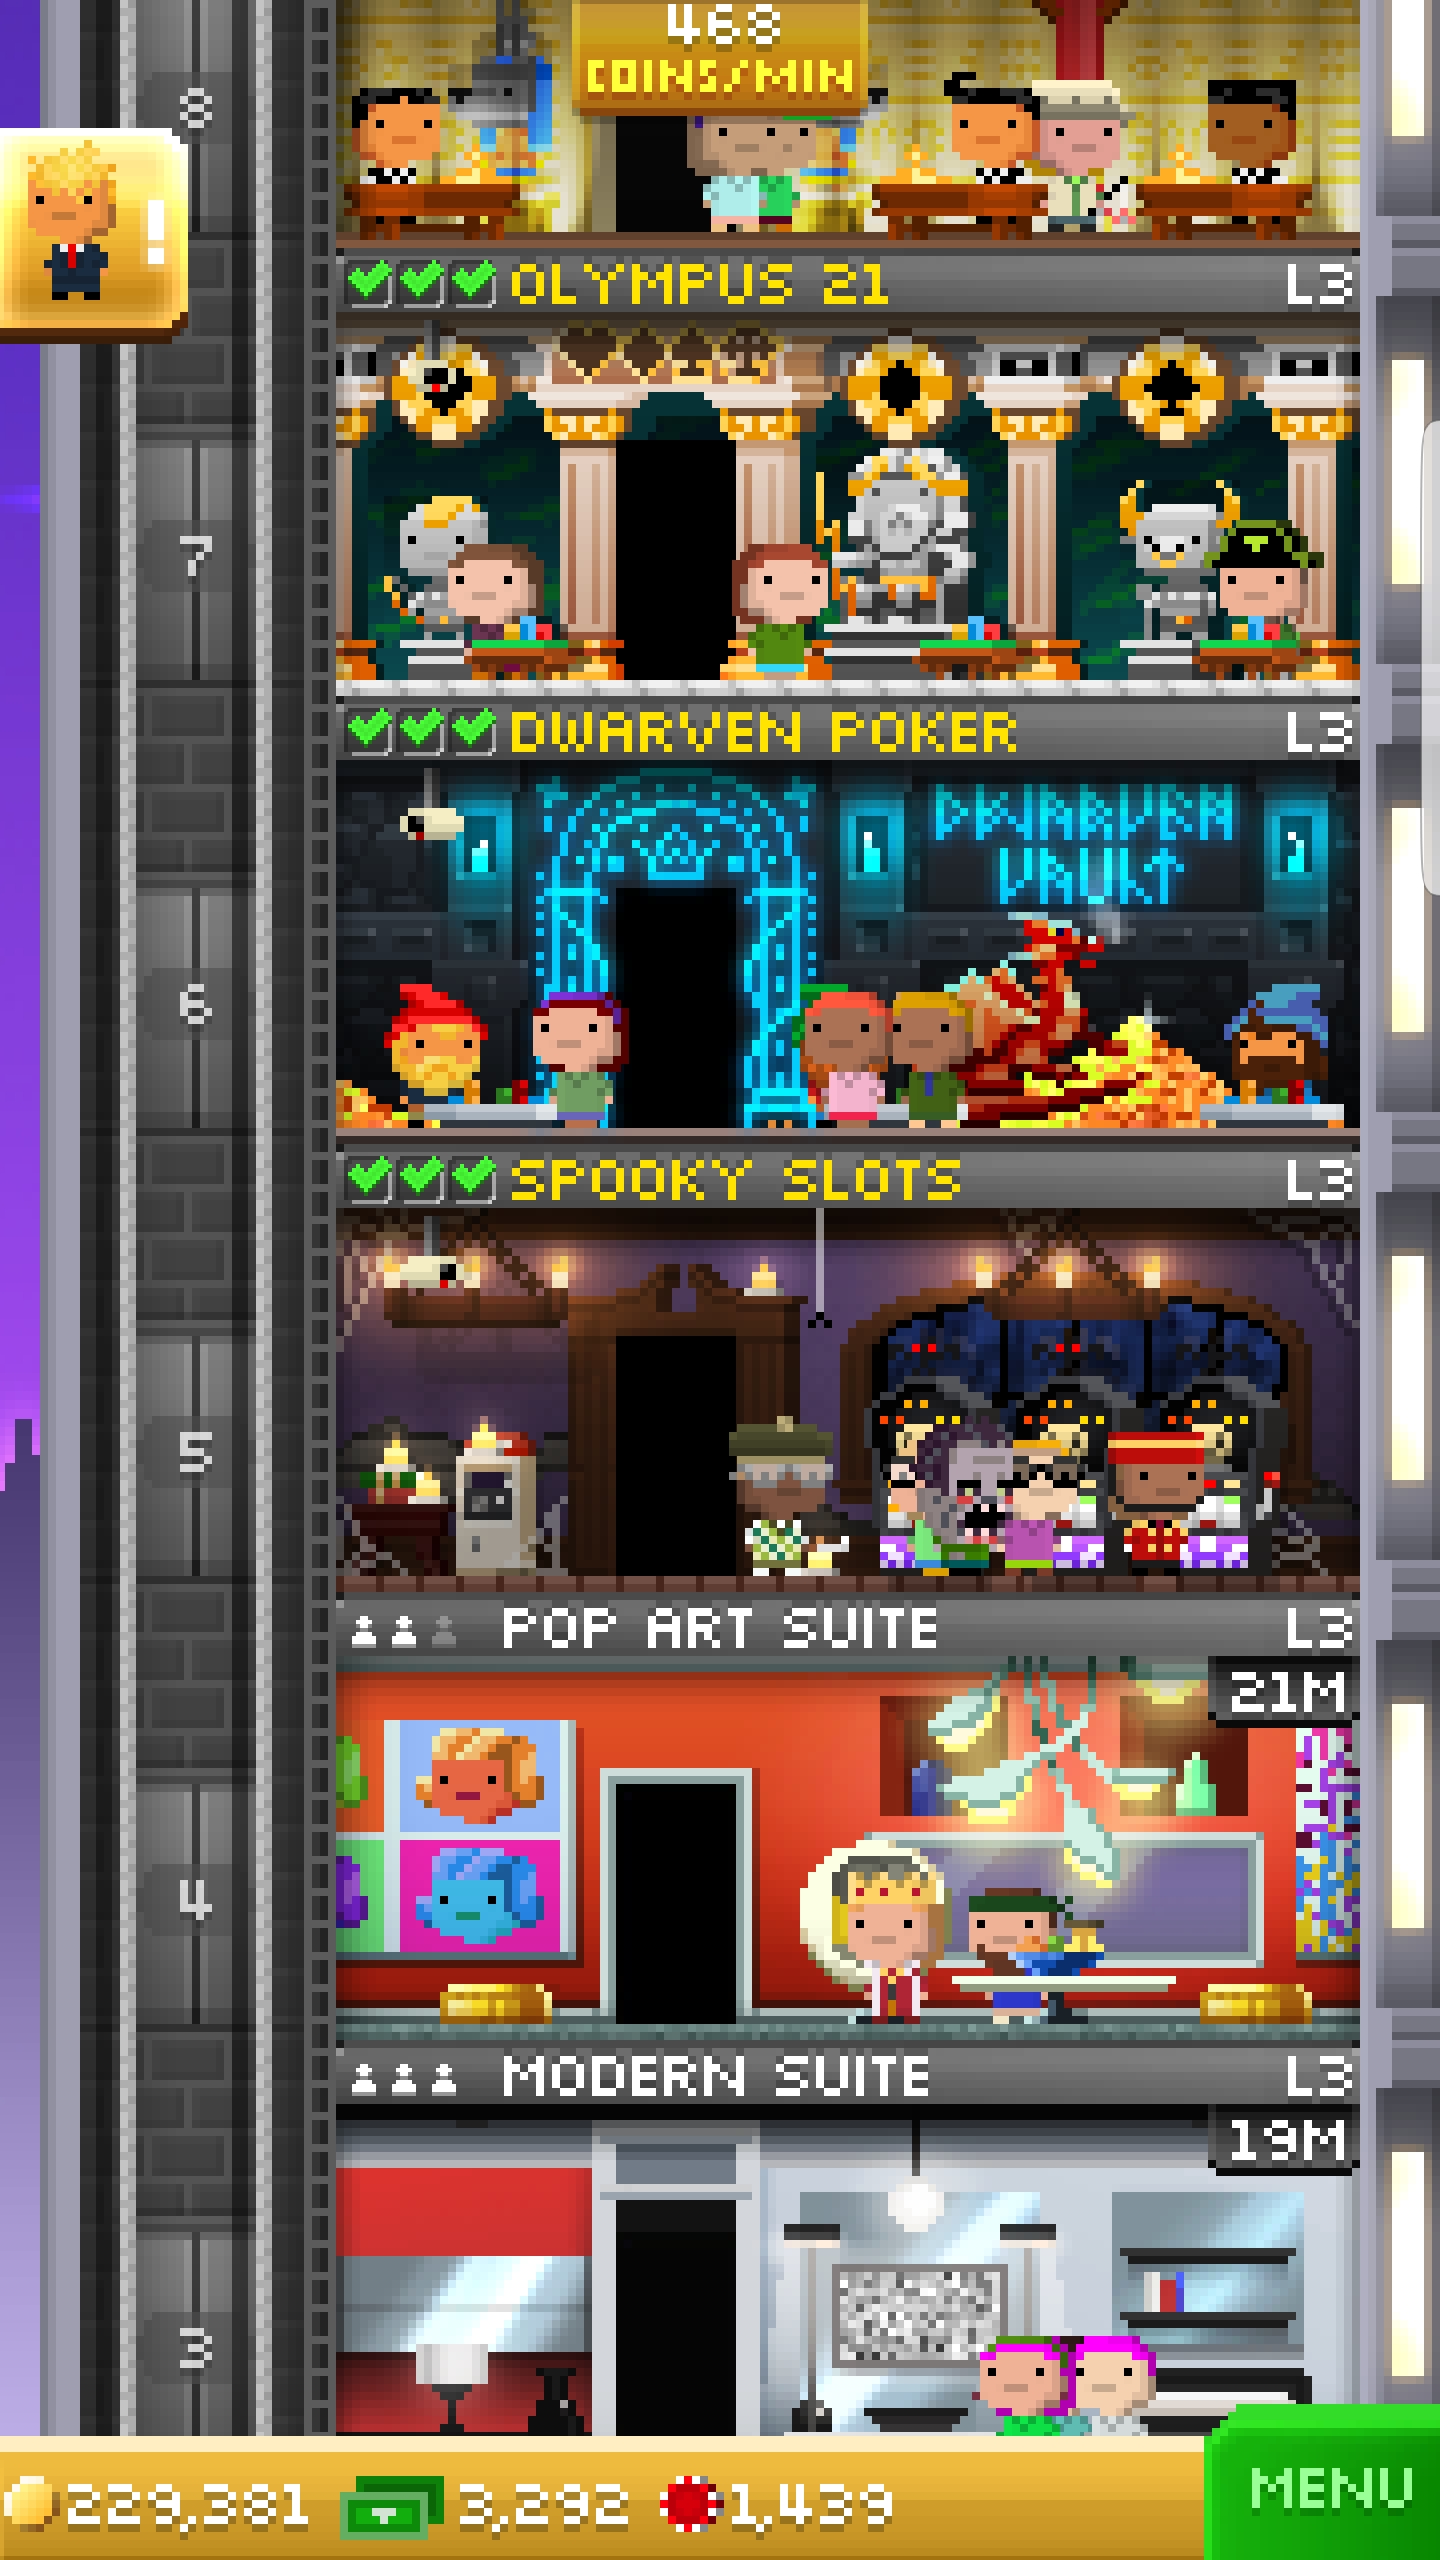 468
COINS/MIN
8
!
OLYMPUS 21 L3
7
DWARVEN POKER L3
DWARVEN
VAULT
6
SPOOKY SLOTS L3
5
POP ART SUITE L3
21M
4
MODERN SUITE L3
19M
3
229,381 3,292 1,439
MENU